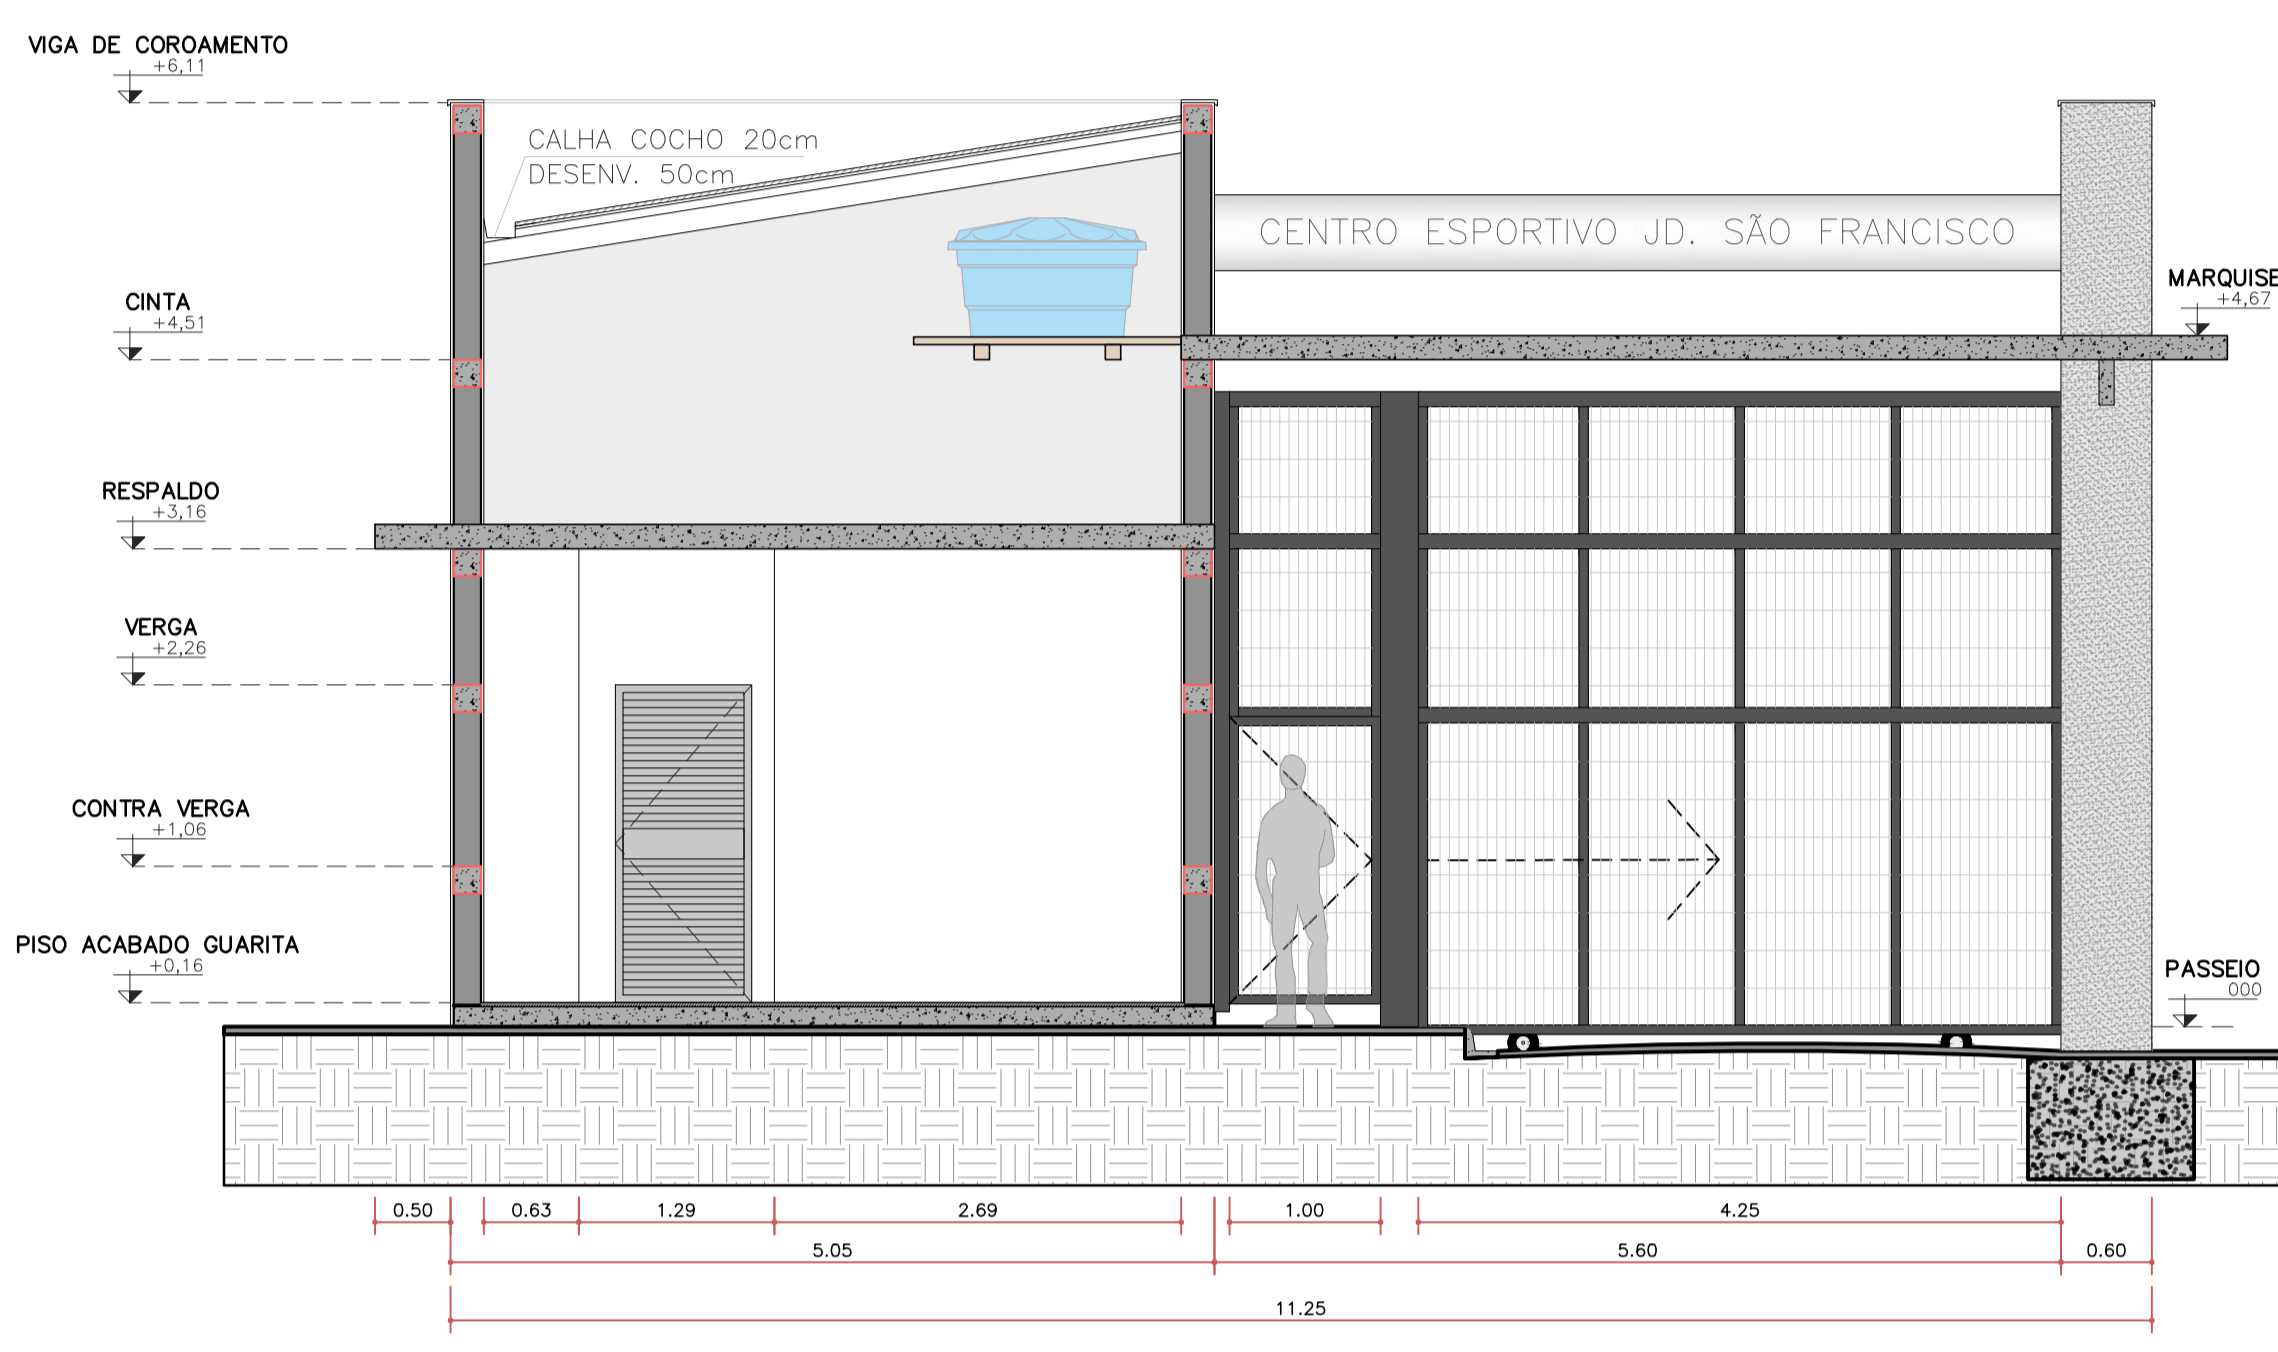 VIGA DE COROAMENTO
+6,11
CALHA COCHO 20cm
DESENV. 50cm
CENTRO ESPORTIVO JD. SÃO FRANCISCO
MARQUISE
+4,67
CINTA
+4,51
RESPALDO
+3,16
VERGA
+2,26
CONTRA VERGA
+1,06
PISO ACABADO GUARITA
+0,16
PASSEIO
000
0.50
0.63
1.29
2.69
1.00
4.25
5.05
5.60
0.60
11.25